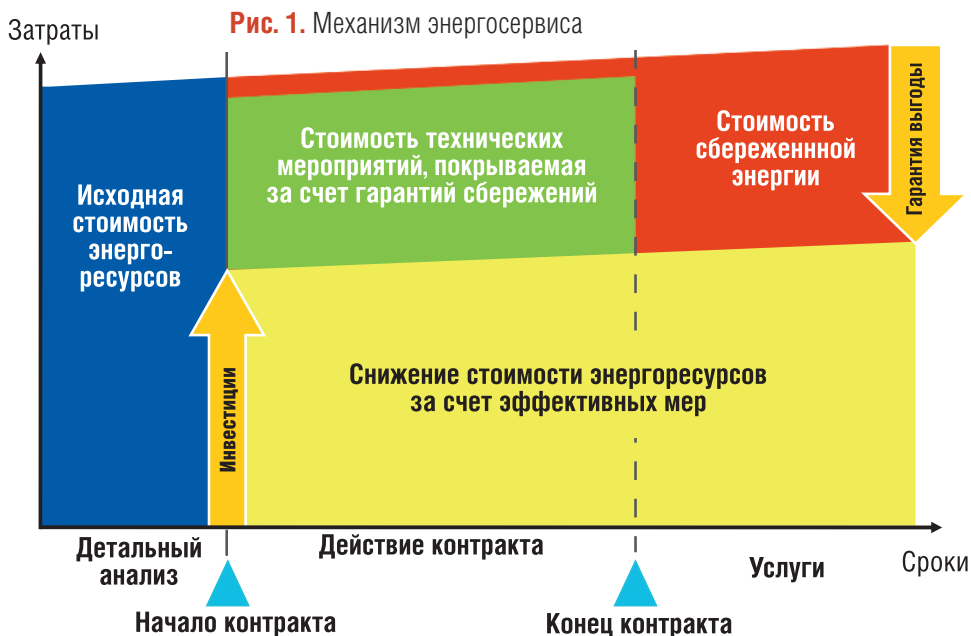 Рис. 1. Механизм энергосервиса
Затраты
Исходная
стоимость
энерго-
ресурсов
Стоимость технических
мероприятий, покрываемая
за счет гарантий сбережений
Стоимость
сбереженнной
энергии
Гарантия выгоды
Инвестиции
Снижение стоимости энергоресурсов
за счет эффективных мер
Детальный
анализ
Действие контракта
Услуги
Сроки
Начало контракта
Конец контракта